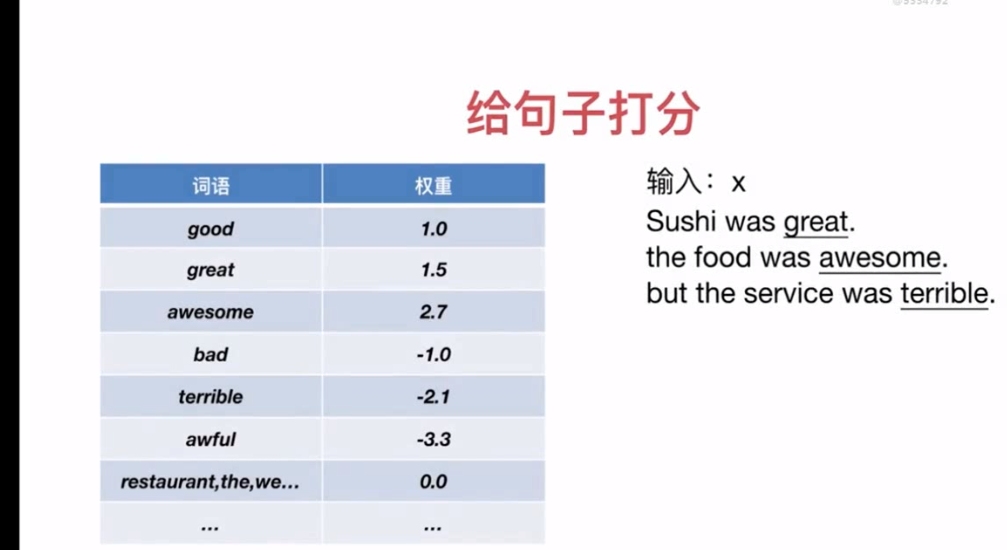 给句子打分
词语 权重
good 1.0
great 1.5
awesome 2.7
bad -1.0
terrible -2.1
awful -3.3
restaurant,the,we... 0.0
... ...
输入：x
Sushi was great.
the food was awesome.
but the service was terrible.